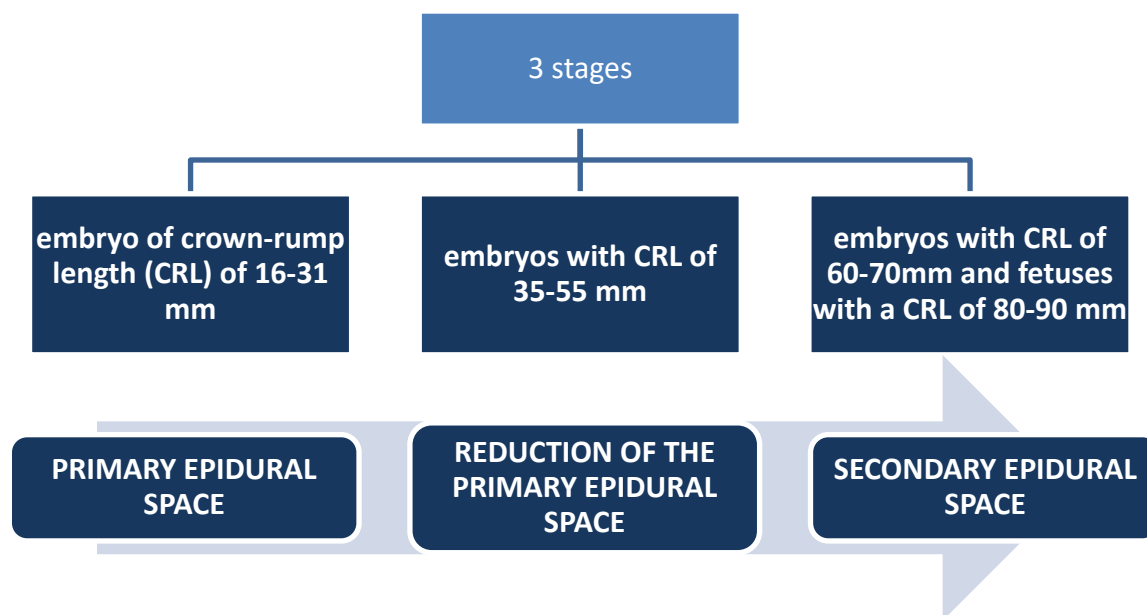 3 stages
embryo of crown-rump
length (CRL) of 16-31
mm
embryos with CRL of
35-55 mm
embryos with CRL of
60-70mm and fetuses
with a CRL of 80-90 mm
PRIMARY EPIDURAL
SPACE
REDUCTION OF THE
PRIMARY EPIDURAL
SPACE
SECONDARY EPIDURAL
SPACE